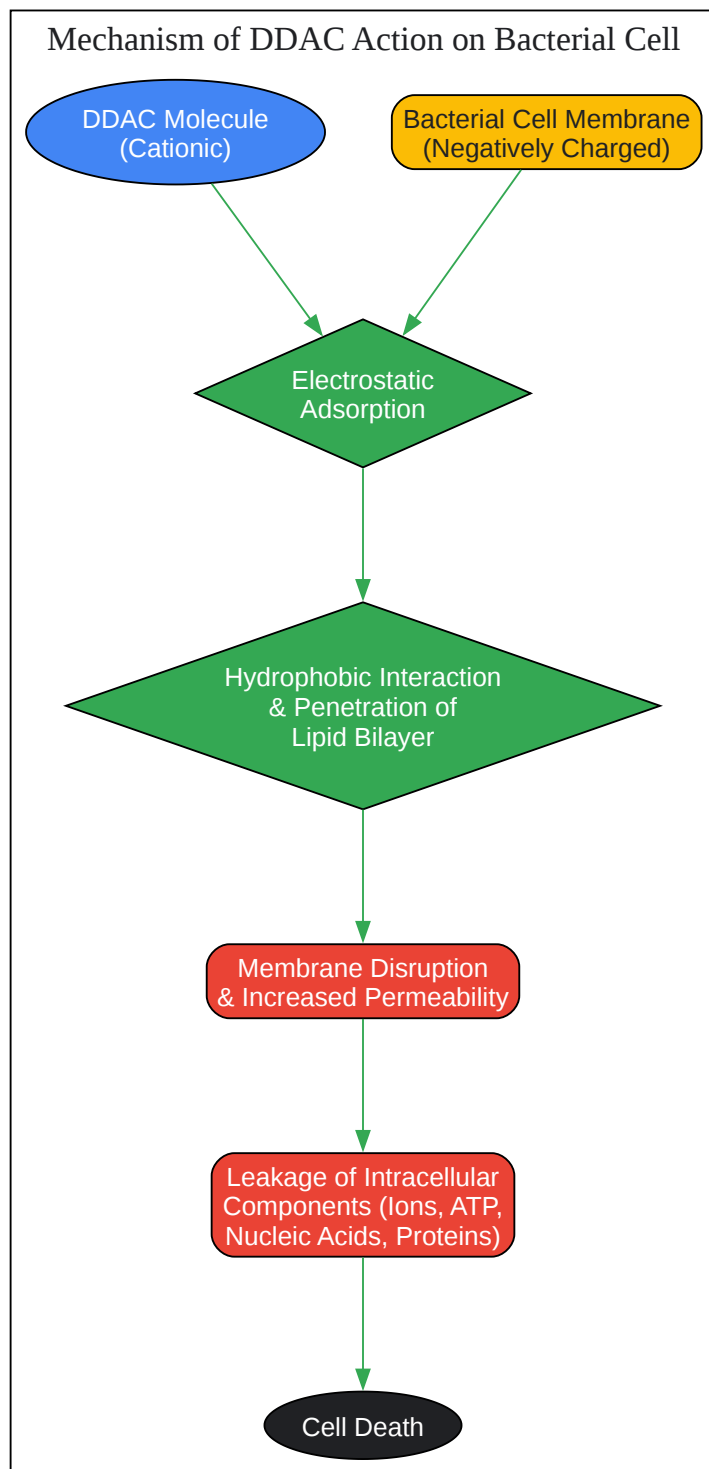 Mechanism of DDAC Action on Bacterial Cell
DDAC Molecule
(Cationic)
Bacterial Cell Membrane
(Negatively Charged)
Electrostatic
Adsorption
Hydrophobic Interaction
& Penetration of
Lipid Bilayer
Membrane Disruption
& Increased Permeability
Leakage of Intracellular
Components (Ions, ATP,
Nucleic Acids, Proteins)
Cell Death